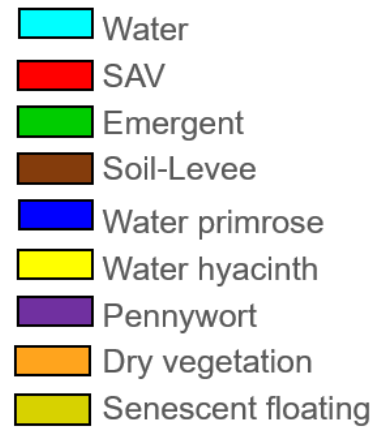 Water
SAV
Emergent
Soil-Levee
Water primrose
Water hyacinth
Pennywort
Dry vegetation
Senescent floating